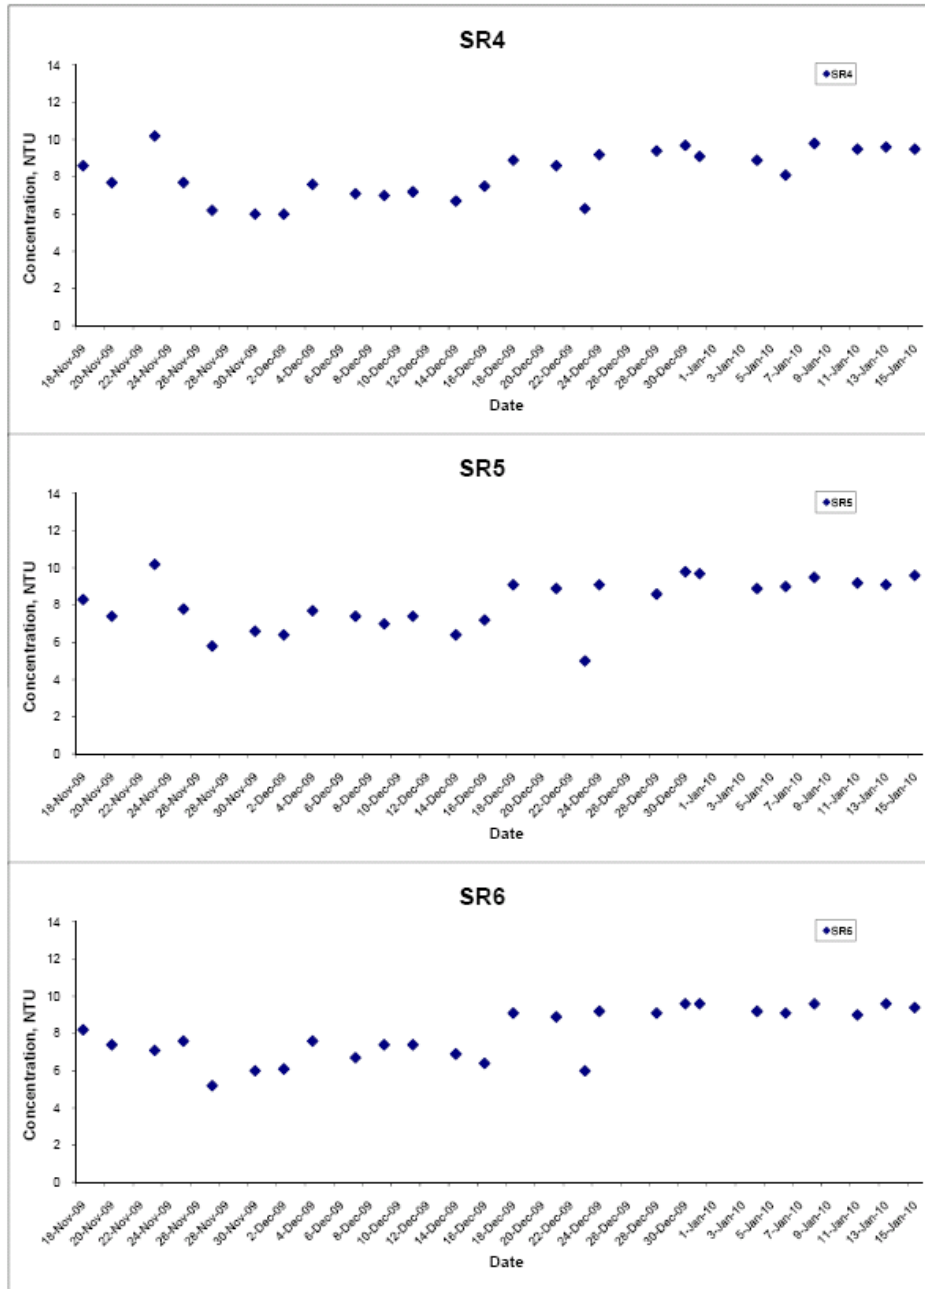 SR4
SR4
Concentration, NTU
14
12
10
8
6
4
2
0
18-Nov-09
20-Nov-09
22-Nov-09
24-Nov-09
26-Nov-09
28-Nov-09
30-Nov-09
2-Dec-09
4-Dec-09
6-Dec-09
8-Dec-09
10-Dec-09
12-Dec-09
14-Dec-09
16-Dec-09
18-Dec-09
20-Dec-09
22-Dec-09
24-Dec-09
26-Dec-09
28-Dec-09
30-Dec-09
1-Jan-10
3-Jan-10
5-Jan-10
7-Jan-10
9-Jan-10
11-Jan-10
13-Jan-10
15-Jan-10
Date
SR5
SR5
Concentration, NTU
14
12
10
8
6
4
2
0
18-Nov-09
20-Nov-09
22-Nov-09
24-Nov-09
26-Nov-09
28-Nov-09
30-Nov-09
2-Dec-09
4-Dec-09
6-Dec-09
8-Dec-09
10-Dec-09
12-Dec-09
14-Dec-09
16-Dec-09
18-Dec-09
20-Dec-09
22-Dec-09
24-Dec-09
26-Dec-09
28-Dec-09
30-Dec-09
1-Jan-10
3-Jan-10
5-Jan-10
7-Jan-10
9-Jan-10
11-Jan-10
13-Jan-10
15-Jan-10
Date
SR6
SR6
Concentration, NTU
14
12
10
8
6
4
2
0
18-Nov-09
20-Nov-09
22-Nov-09
24-Nov-09
26-Nov-09
28-Nov-09
30-Nov-09
2-Dec-09
4-Dec-09
6-Dec-09
8-Dec-09
10-Dec-09
12-Dec-09
14-Dec-09
16-Dec-09
18-Dec-09
20-Dec-09
22-Dec-09
24-Dec-09
26-Dec-09
28-Dec-09
30-Dec-09
1-Jan-10
3-Jan-10
5-Jan-10
7-Jan-10
9-Jan-10
11-Jan-10
13-Jan-10
15-Jan-10
Date